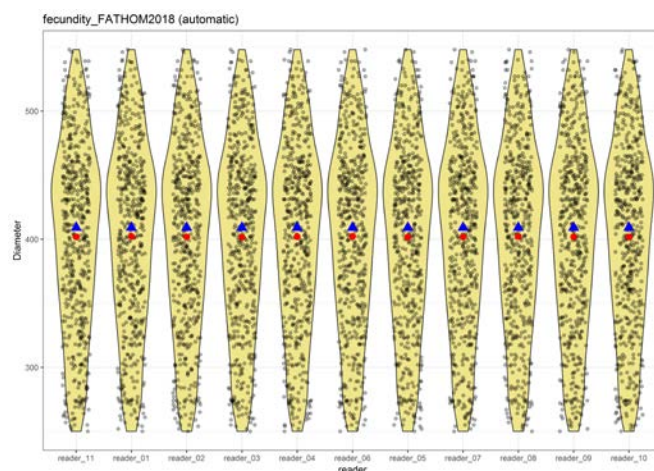 fecundity_FATHOM2018 (automatic)
Diameter
500
400
300
reader_11 reader_01 reader_02 reader_03 reader_04 reader_06 reader_05 reader_07 reader_08 reader_09 reader_10
reader